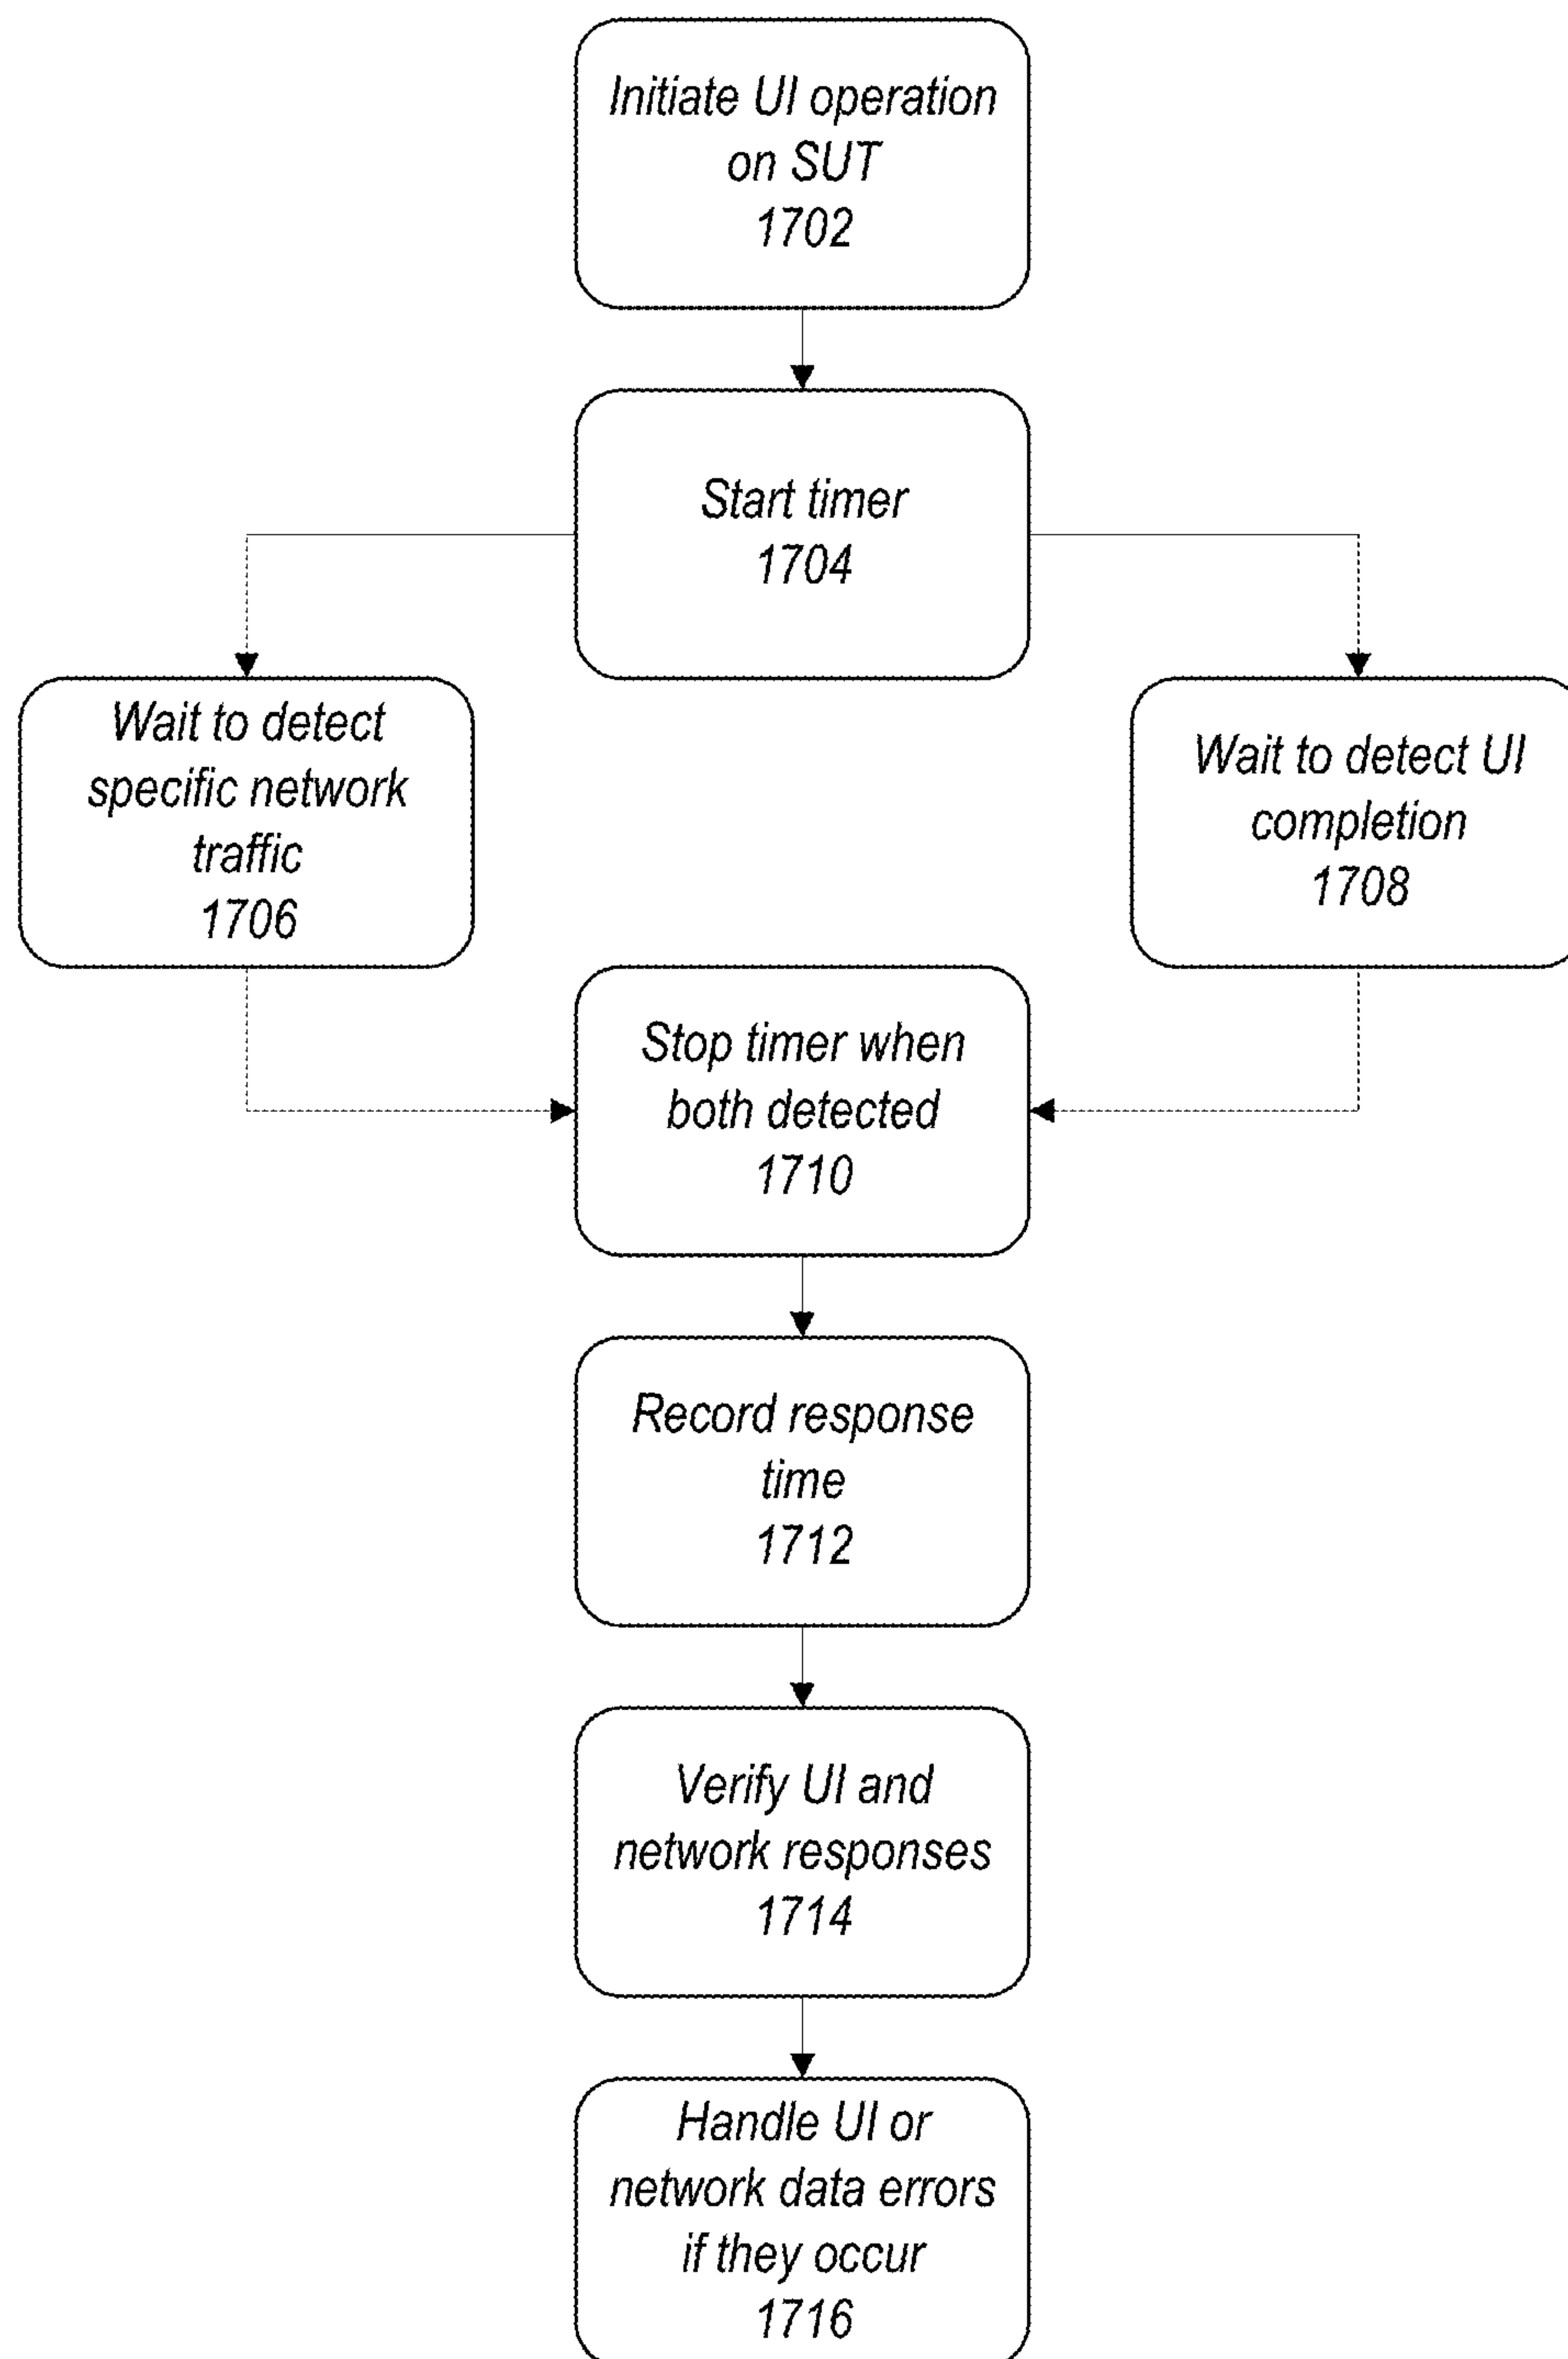 Initiate UI operation
on SUT
1702
Start timer
1704
Wait to detect
specific network
traffic
1706
Wait to detect UI
completion
1708
Stop timer when
both detected
1710
Record response
time
1712
Verify UI and
network responses
1714
Handle UI or
network data errors
if they occur
1716